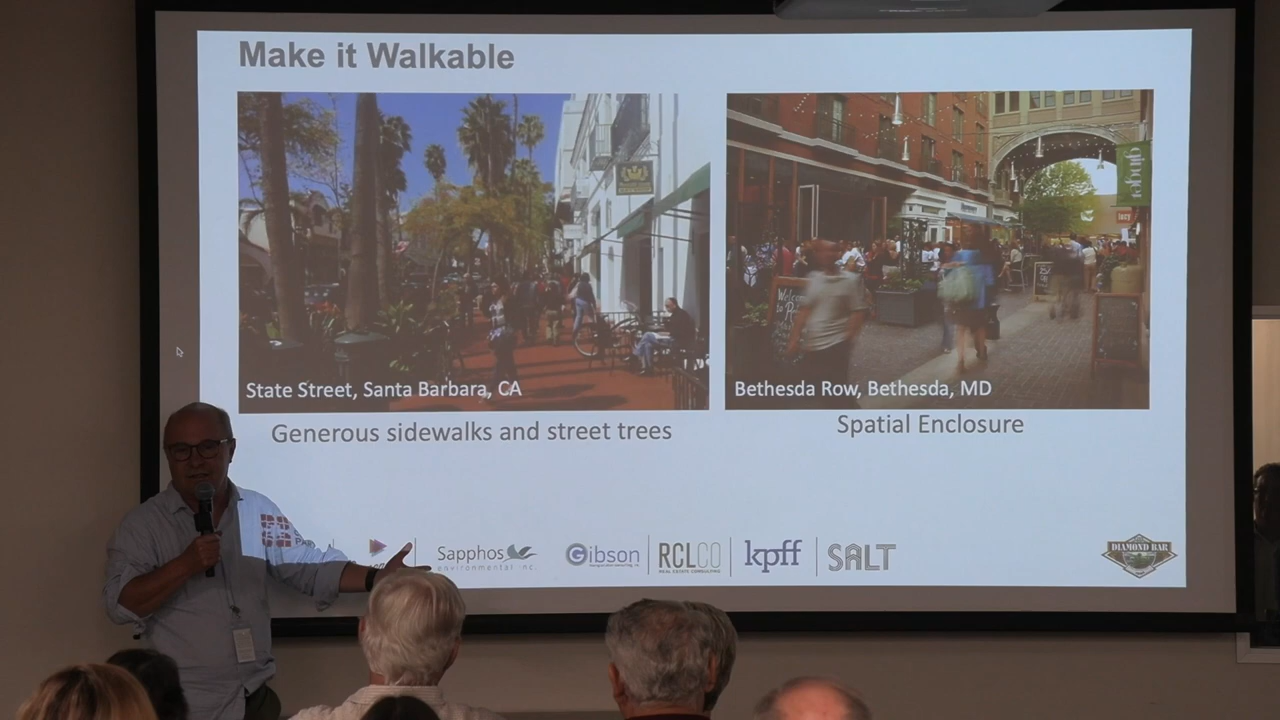 Make it Walkable
State Street, Santa Barbara, CA
Bethesda Row, Bethesda, MD
Generous sidewalks and street trees
Spatial Enclosure
Welcome
Sapphos
environmental inc.
Gibson
RCLCO
REAL ESTATE CONSULTING
kpff
SALT
DIAMOND BAR